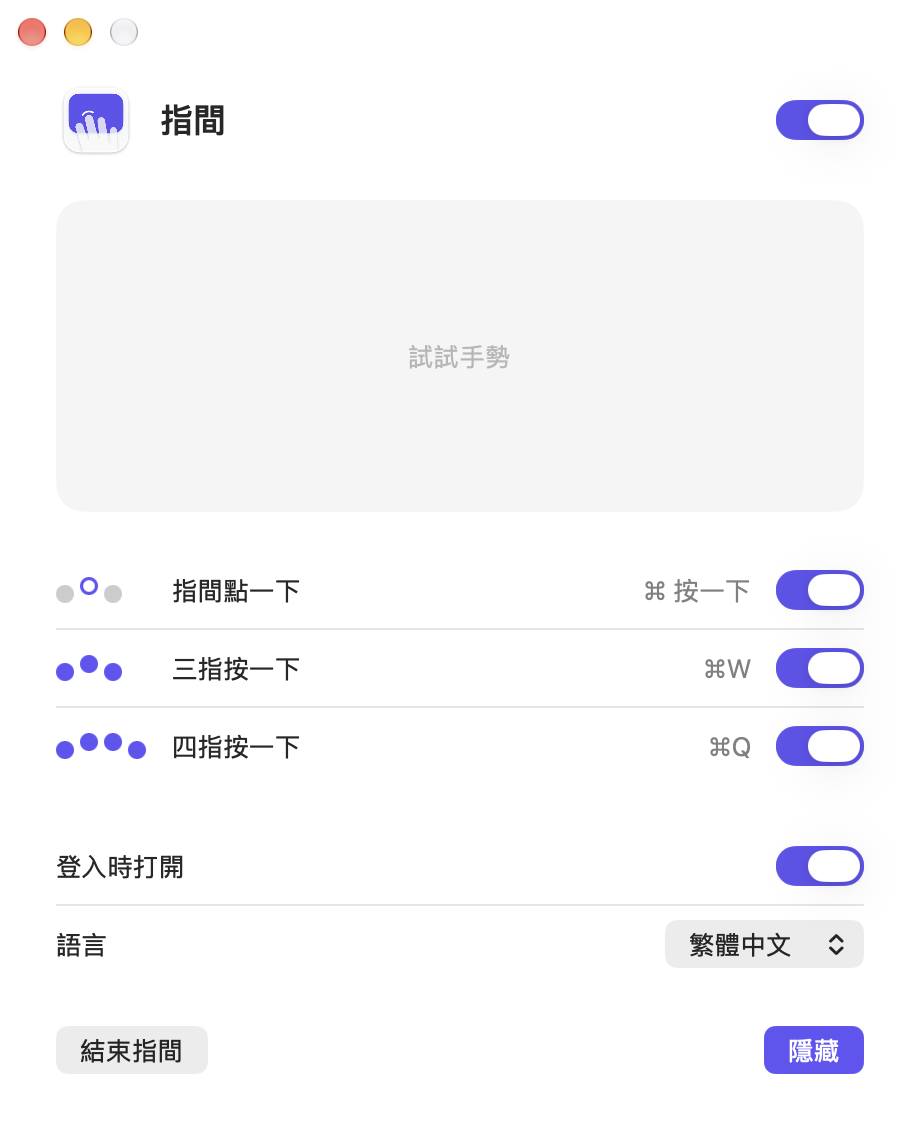 指間
試試手勢
指間點一下 ⌘ 按一下
三指按一下 ⌘W
四指按一下 ⌘Q
登入時打開
語言 繁體中文
結束指間 隱藏